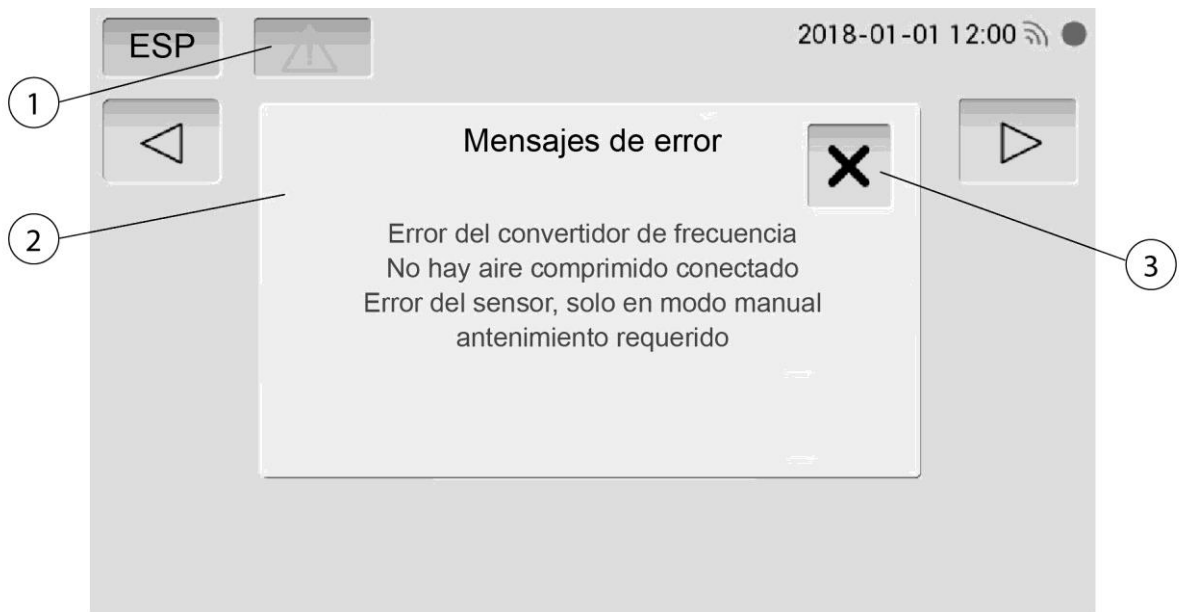 ESP
2018-01-01 12:00
1
Mensajes de error
2
Error del convertidor de frecuencia
No hay aire comprimido conectado
Error del sensor, solo en modo manual
antenimiento requerido
3